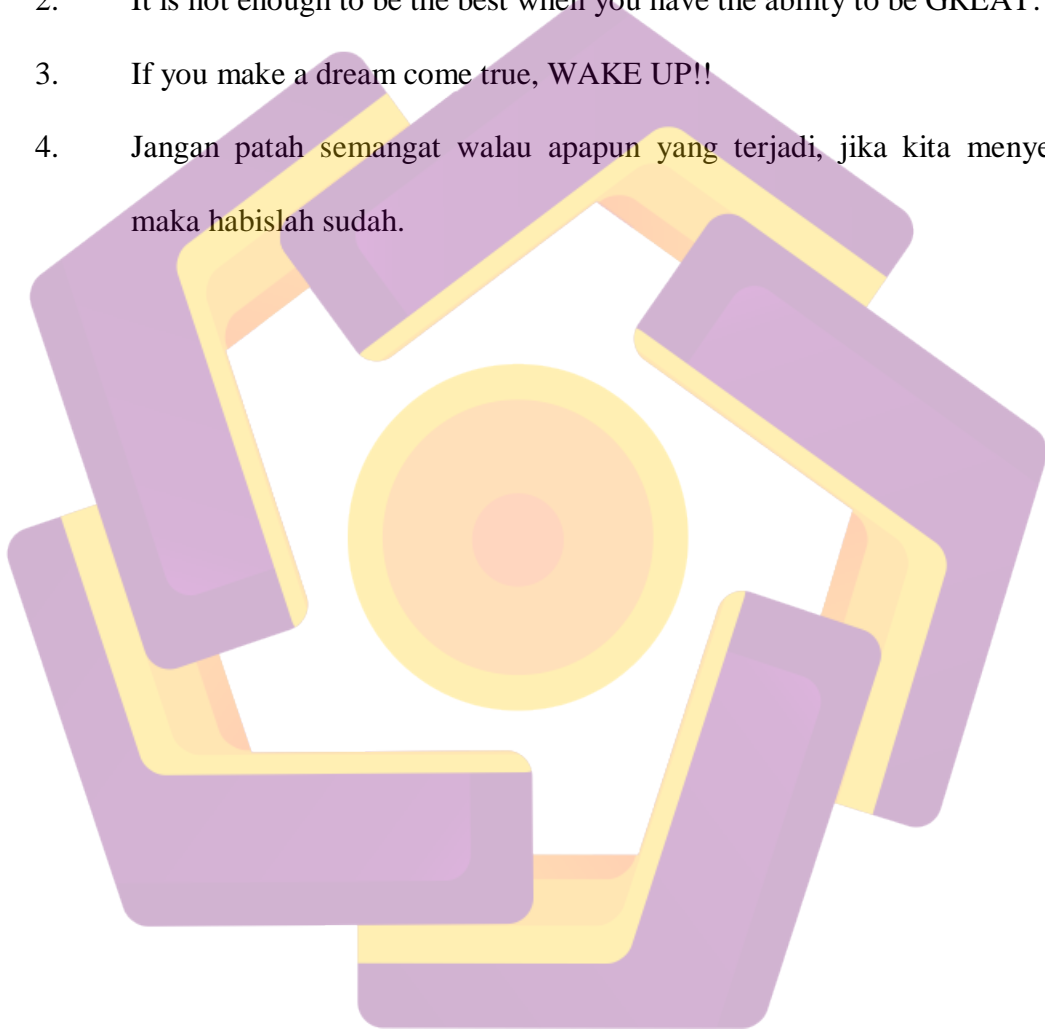 2. It is not enough to be the best when you have the ability to be GREAT.
3. If you make a dream come true, WAKE UP!!
4. Jangan patah semangat walau apapun yang terjadi, jika kita
maka habislah sudah.